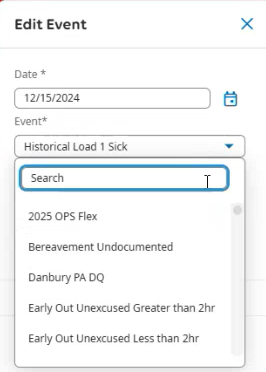 Edit Event
Date *
12/15/2024
Event*
Historical Load 1 Sick
Search
2025 OPS Flex
Bereavement Undocumented
Danbury PA DQ
Early Out Unexcused Greater than 2hr
Early Out Unexcused Less than 2hr